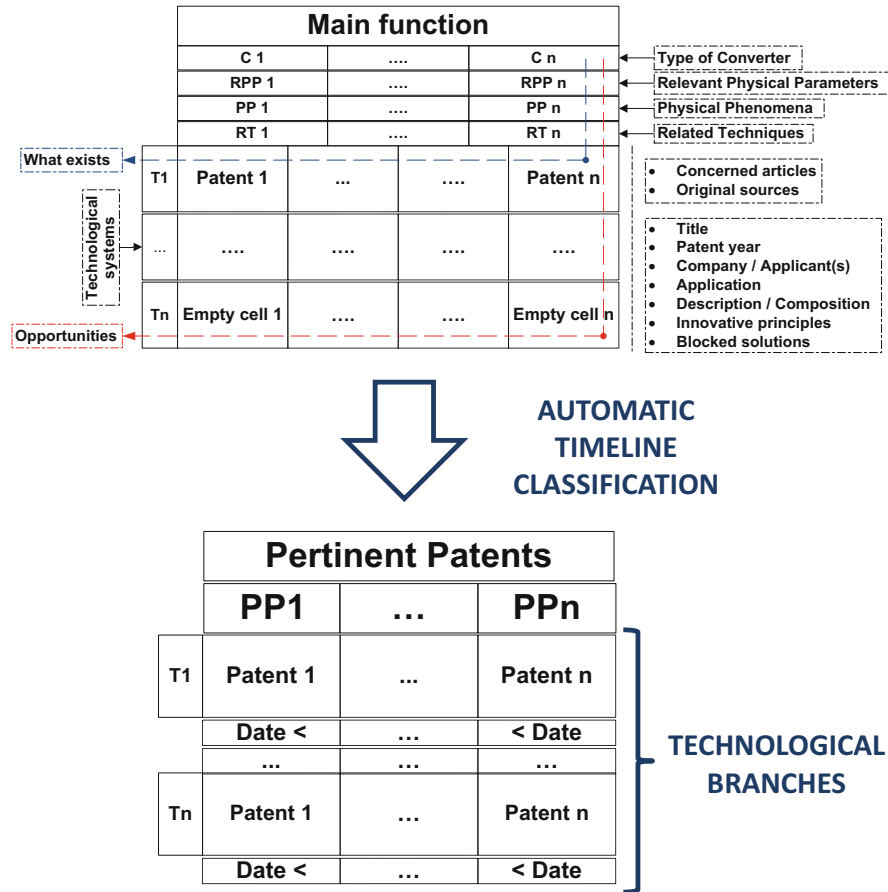 Main function
C 1 …. C n
Type of Converter
RPP 1 …. RPP n
Relevant Physical Parameters
PP 1 …. PP n
Physical Phenomena
RT 1 …. RT n
Related Techniques
What exists
T1 Patent 1 ... …. Patent n
• Concerned articles
• Original sources
Technological
systems
... …. …. …. ….
• Title
• Patent year
• Company / Applicant(s)
• Application
• Description / Composition
• Innovative principles
• Blocked solutions
Tn Empty cell 1 …. …. Empty cell n
Opportunities
AUTOMATIC
TIMELINE
CLASSIFICATION
Pertinent Patents
PP1 … PPn
T1 Patent 1 ... Patent n
Date < … < Date
... … …
Tn Patent 1 … Patent n
Date < … < Date
TECHNOLOGICAL
BRANCHES